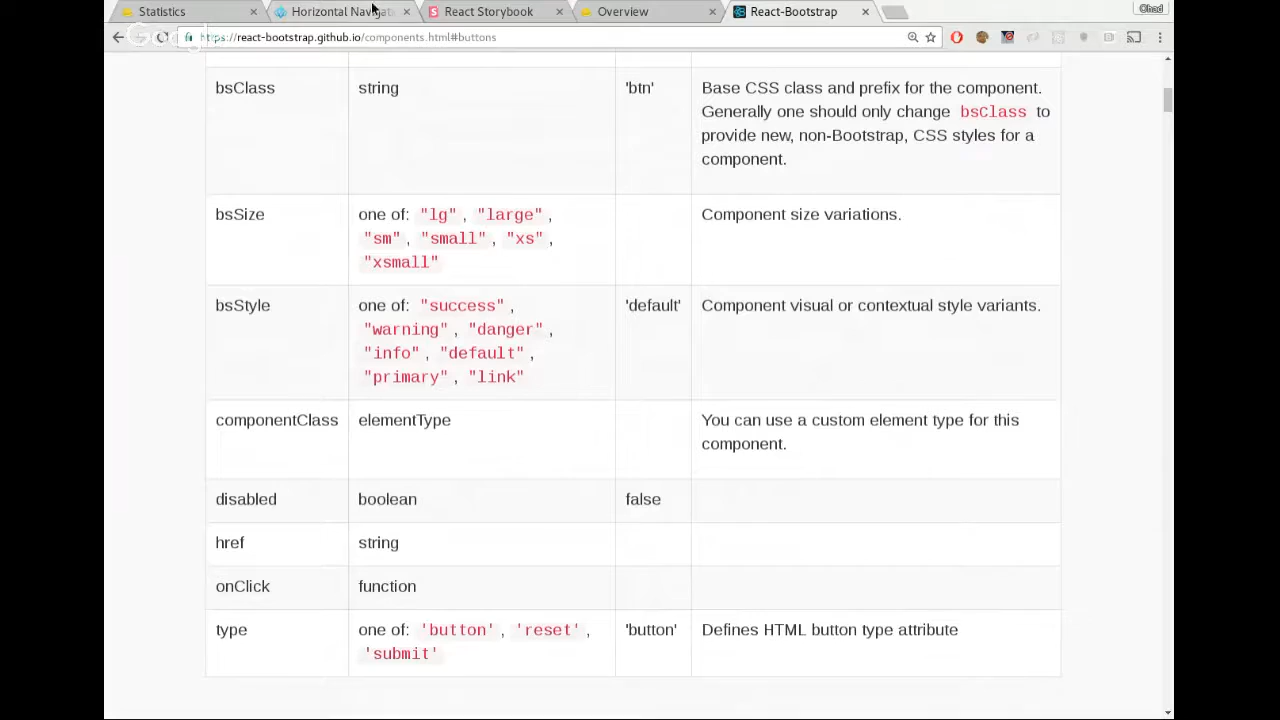 Statistics
Horizontal Navigat
React Storybook
Overview
React-Bootstrap
Chad
https://react-bootstrap.github.io/components.html#buttons
bsClass string 'btn' Base CSS class and prefix for the component.
Generally one should only change bsClass to
provide new, non-Bootstrap, CSS styles for a
component.
bsSize one of: "lg" , "large" , Component size variations.
"sm" , "small" , "xs" ,
"xsmall"
bsStyle one of: "success" , 'default' Component visual or contextual style variants.
"warning" , "danger" ,
"info" , "default" ,
"primary" , "link"
componentClass elementType You can use a custom element type for this
component.
disabled boolean false
href string
onClick function
type one of: 'button' , 'reset' , 'button' Defines HTML button type attribute
'submit'